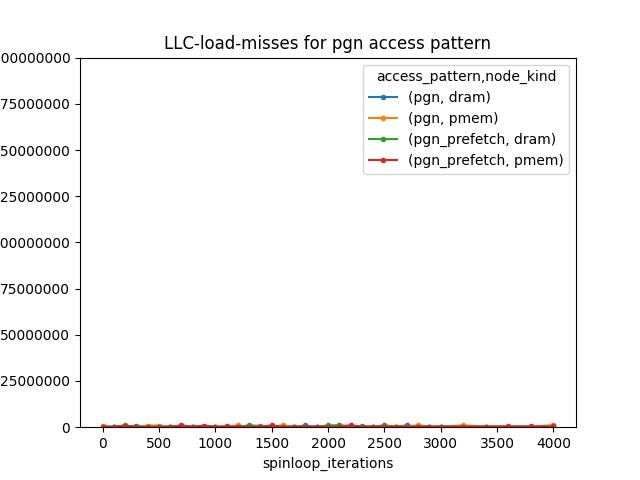 LLC-load-misses for pgn access pattern
00000000
75000000
50000000
25000000
00000000
75000000
50000000
25000000
0
access_pattern,node_kind
(pgn, dram)
(pgn, pmem)
(pgn_prefetch, dram)
(pgn_prefetch, pmem)
0 500 1000 1500 2000 2500 3000 3500 4000
spinloop_iterations